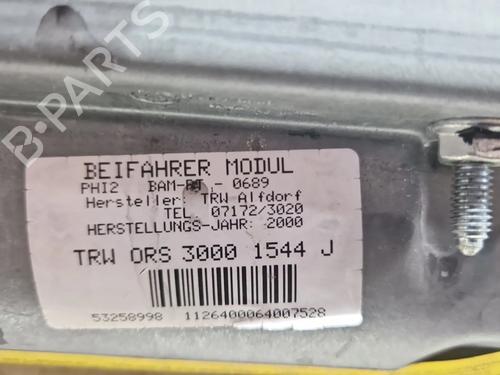 B-PARTS
BEIFAHRER MODUL
PHI2 BAM-PT - 0689
Hersteller: TRW Alfdorf
TEL. 07172/3020
HERSTELLUNGS-JAHR: 2000
TRW ORS 3000 1544 J
53258998 1126400064007528